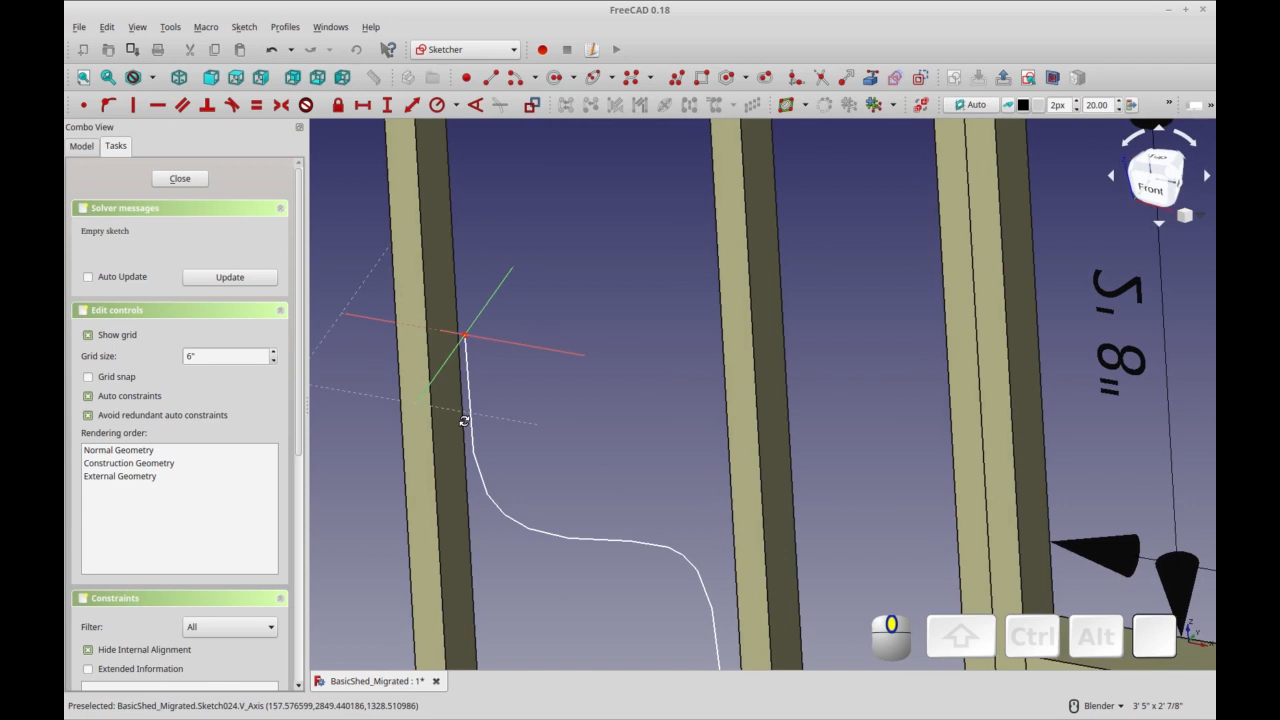 FreeCAD 0.18
File Edit View Tools Macro Sketch Profiles Windows Help
Sketcher
Auto 2px 20.00 » »
Combo View
Model Tasks
Close
Solver messages
Empty sketch
Auto Update Update
Edit controls
Show grid
Grid size: 6"
Grid snap
Auto constraints
Avoid redundant auto constraints
Rendering order:
Normal Geometry
Construction Geometry
External Geometry
Constraints
Filter: All
Hide Internal Alignment
Extended Information
Top
Front
2' 8"
Ctrl Alt
Z
Y
X
BasicShed_Migrated : 1*
Preselected: BasicShed_Migrated.Sketch024.V_Axis (157.576599,2849.440186,1328.510986)
Blender 3' 5" x 2' 7/8"